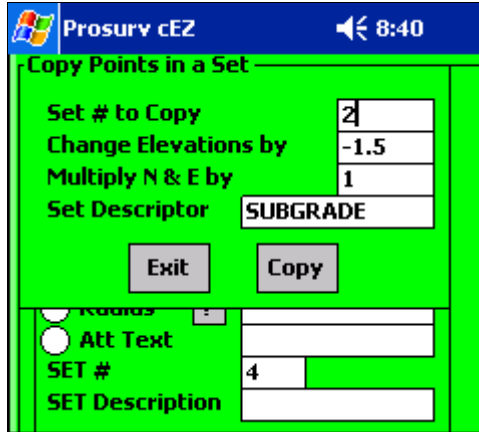 Prosurv cEZ 8:40
Copy Points in a Set
Set # to Copy 2
Change Elevations by -1.5
Multiply N & E by 1
Set Descriptor SUBGRADE
Exit Copy
Radius ?
Att Text
SET # 4
SET Description